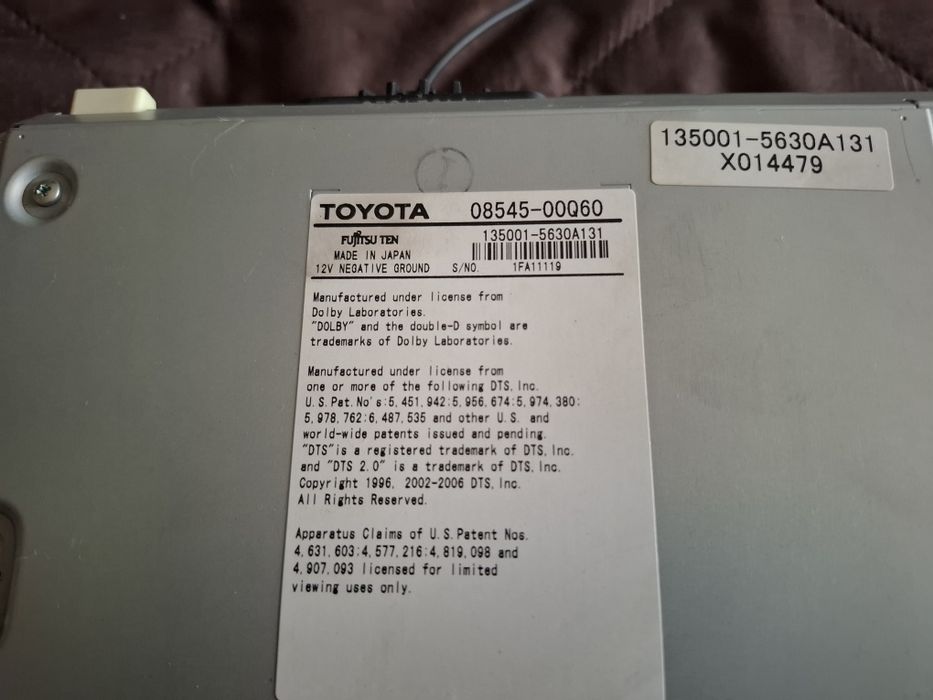 135001-5630A131
X014479
TOYOTA 08545-00Q60
FUJITSU TEN 135001-5630A131
MADE IN JAPAN
12V NEGATIVE GROUND S/NO. 1FA11119
Manufactured under license from
Dolby Laboratories.
"DOLBY" and the double-D symbol are
trademarks of Dolby Laboratories.
Manufactured under license from
one or more of the following DTS, Inc.
U.S. Pat. No's:5,451,942:5,956,674:5,974,380:
5,978,762:6,487,535 and other U.S. and
world-wide patents issued and pending.
"DTS"is a registered trademark of DTS, Inc.
and "DTS 2.0" is a trademark of DTS, Inc.
Copyright 1996, 2002-2006 DTS, Inc.
All Rights Reserved.
Apparatus Claims of U.S.Patent Nos.
4,631,603:4,577,216:4,819,098 and
4,907,093 licensed for limited
viewing uses only.